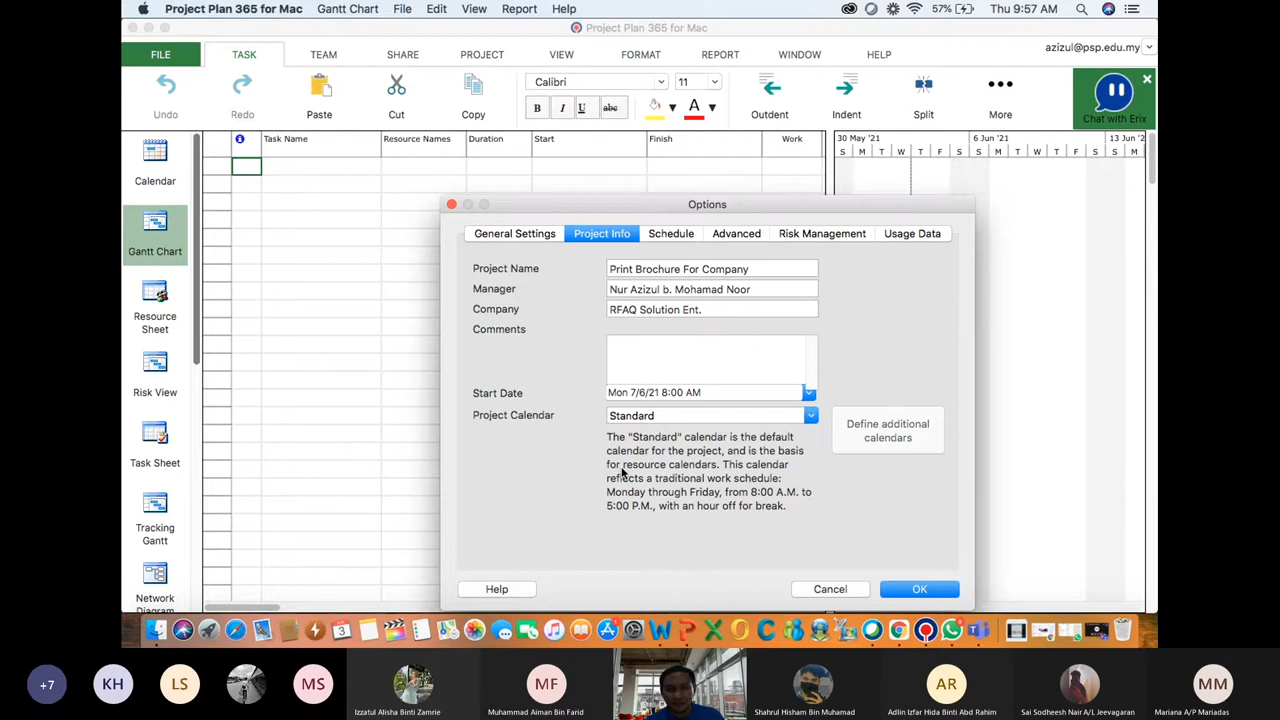 Project Plan 365 for Mac Gantt Chart File Edit View Report Help 57% Thu 9:57 AM
Project Plan 365 for Mac
FILE TASK TEAM SHARE PROJECT VIEW FORMAT REPORT WINDOW HELP azizul@psp.edu.my
Calibri 11
B I U abc A
Undo Redo Paste Cut Copy Outdent Indent Split More Chat with Erix
Task Name Resource Names Duration Start Finish Work 30 May '21 6 Jun '21 13 Jun '2
S M T W T F S S M T W T F S S M
Calendar
Gantt Chart
Resource
Sheet
Risk View
Task Sheet
Tracking
Gantt
Network
Diagram
Options
General Settings Project Info Schedule Advanced Risk Management Usage Data
Project Name Print Brochure For Company
Manager Nur Azizul b. Mohamad Noor
Company RFAQ Solution Ent.
Comments
Start Date Mon 7/6/21 8:00 AM
Project Calendar Standard
Define additional
calendars
The "Standard" calendar is the default
calendar for the project, and is the basis
for resource calendars. This calendar
reflects a traditional work schedule:
Monday through Friday, from 8:00 A.M. to
5:00 P.M., with an hour off for break.
Help Cancel OK
3
+7 KH LS MS MF AR MM
Izzatul Alisha Binti Zamrie Muhammad Aiman Bin Farid Shahrul Hisham Bin Muhamad Adlin Izfar Hida Binti Abd Rahim Sai Sodheesh Nair A/L Jeevagaran Mariana A/P Mariadas